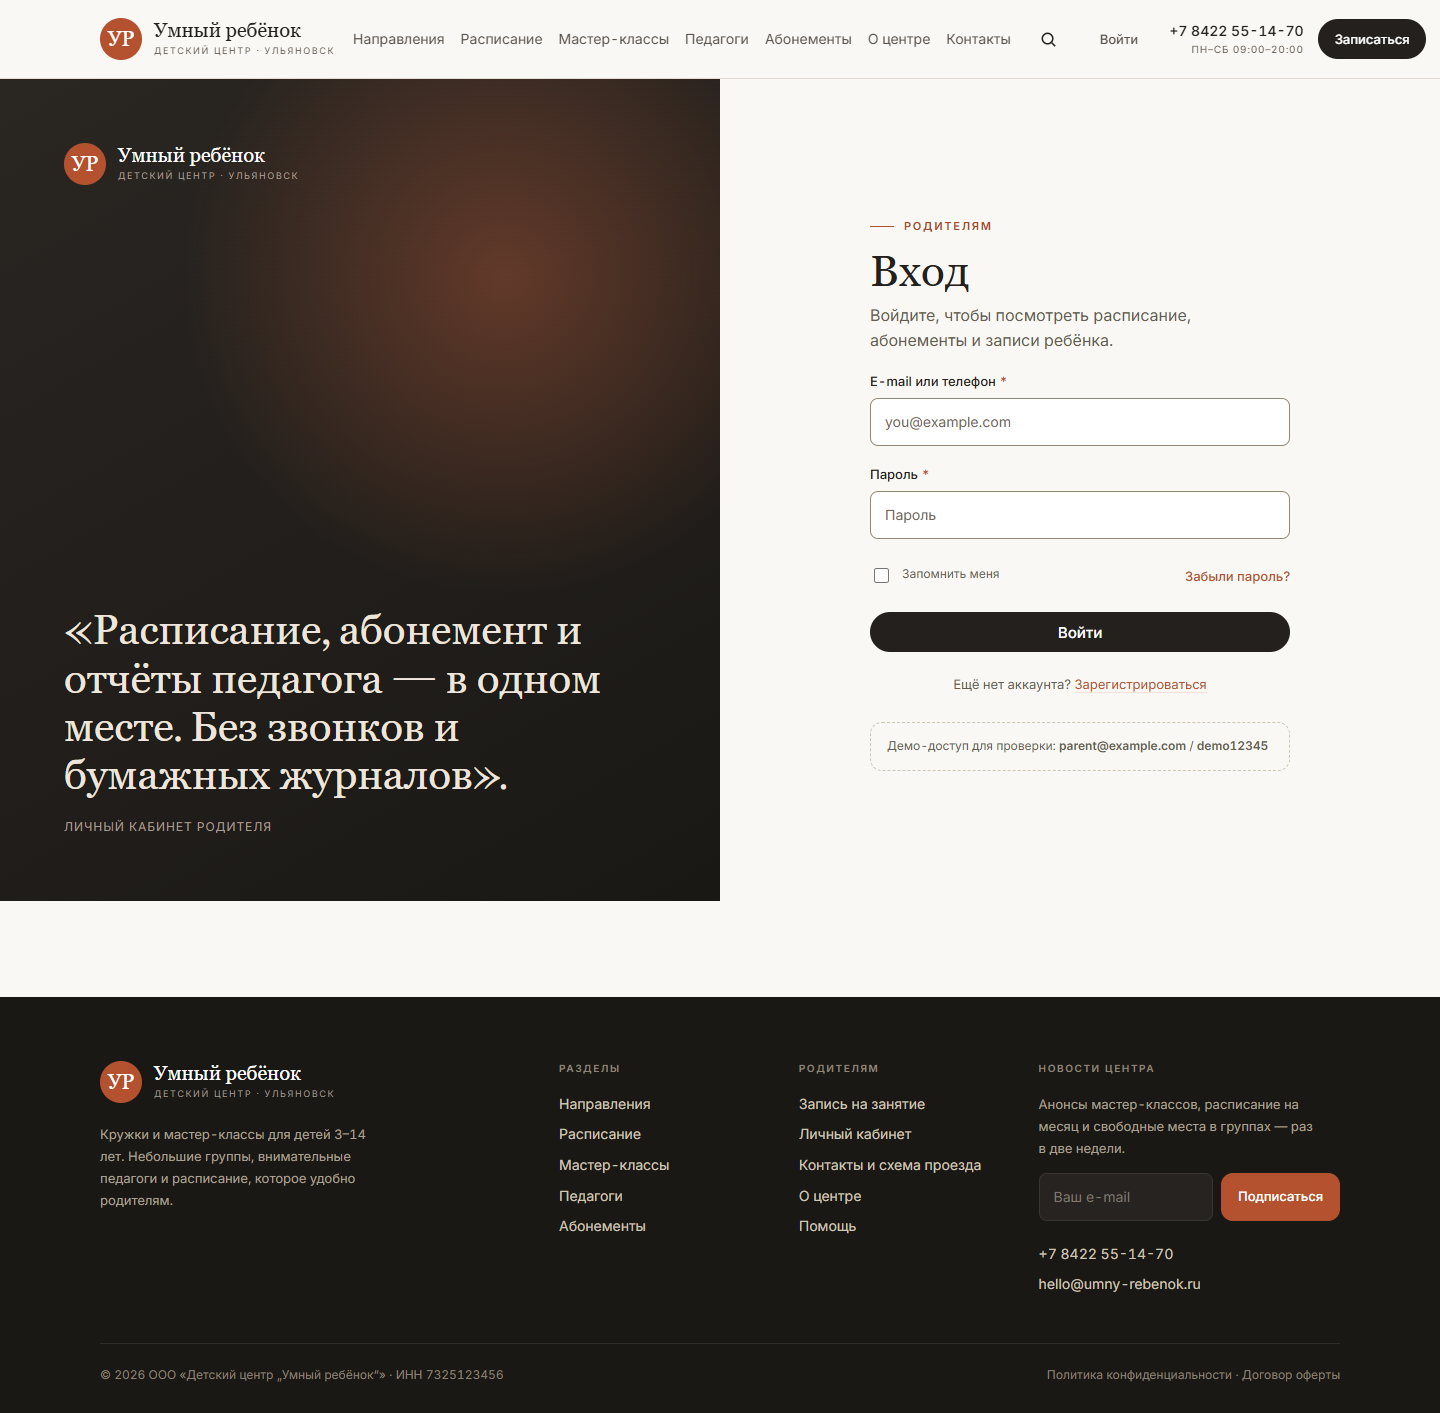 УР
Умный ребёнок
ДЕТСКИЙ ЦЕНТР · УЛЬЯНОВСК
Направления
Расписание
Мастер-классы
Педагоги
Абонементы
О центре
Контакты
Войти
+7 8422 55-14-70
ПН–СБ 09:00–20:00
Записаться
УР
Умный ребёнок
ДЕТСКИЙ ЦЕНТР · УЛЬЯНОВСК
«Расписание, абонемент и
отчёты педагога — в одном
месте. Без звонков и
бумажных журналов».
ЛИЧНЫЙ КАБИНЕТ РОДИТЕЛЯ
РОДИТЕЛЯМ
Вход
Войдите, чтобы посмотреть расписание,
абонементы и записи ребёнка.
E-mail или телефон *
you@example.com
Пароль *
Пароль
Запомнить меня
Забыли пароль?
Войти
Ещё нет аккаунта? Зарегистрироваться
Демо-доступ для проверки: parent@example.com / demo12345
УР
Умный ребёнок
ДЕТСКИЙ ЦЕНТР · УЛЬЯНОВСК
Кружки и мастер-классы для детей 3–14
лет. Небольшие группы, внимательные
педагоги и расписание, которое удобно
родителям.
РАЗДЕЛЫ
Направления
Расписание
Мастер-классы
Педагоги
Абонементы
РОДИТЕЛЯМ
Запись на занятие
Личный кабинет
Контакты и схема проезда
О центре
Помощь
НОВОСТИ ЦЕНТРА
Анонсы мастер-классов, расписание на
месяц и свободные места в группах — раз
в две недели.
Ваш e-mail
Подписаться
+7 8422 55-14-70
hello@umny-rebenok.ru
© 2026 ООО «Детский центр „Умный ребёнок“» · ИНН 7325123456
Политика конфиденциальности · Договор оферты